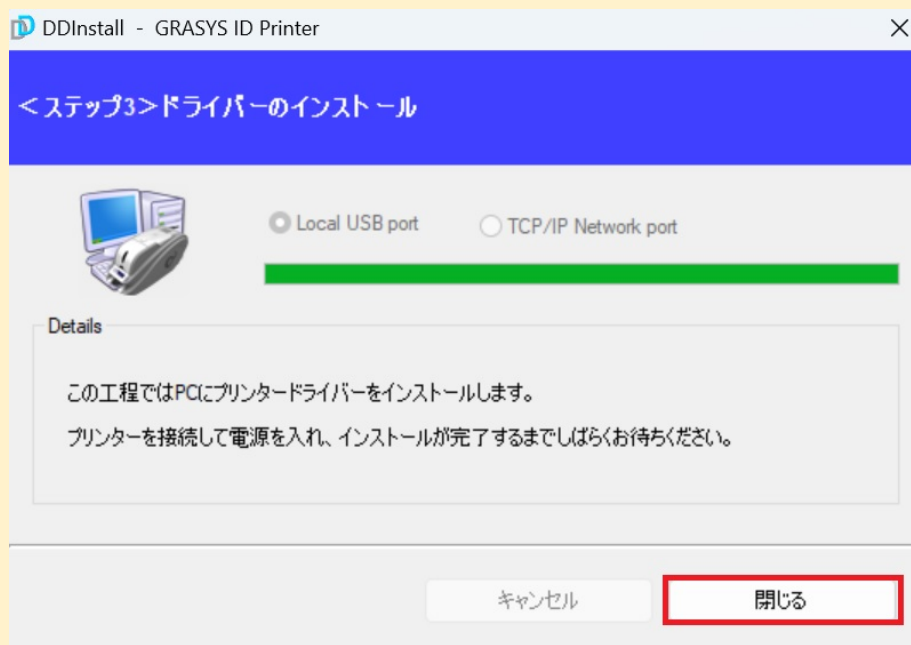 DDInstall - GRASYS ID Printer
＜ステップ3＞ドライバーのインストール
Local USB port
TCP/IP Network port
Details
この工程ではPCにプリンタードライバーをインストールします。
プリンターを接続して電源を入れ、インストールが完了するまでしばらくお待ちください。
キャンセル
閉じる